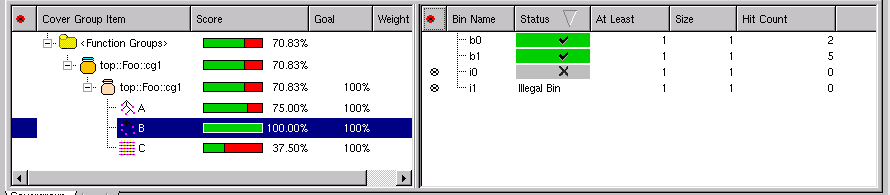 Cover Group Item Score Goal Weight
<Function Groups> 70.83%
top::Foo::cg1 70.83%
top::Foo::cg1 70.83% 100%
A 75.00% 100%
B 100.00% 100%
C 37.50% 100%
Bin Name Status At Least Size Hit Count
b0 1 1 2
b1 1 1 5
i0 1 1 0
i1 Illegal Bin 1 1 0